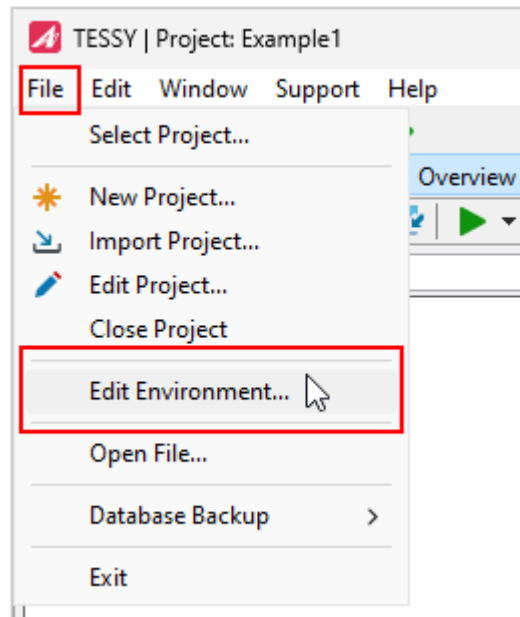 TESSY | Project: Example1
File Edit Window Support Help
Select Project...
Overview
New Project...
Import Project...
Edit Project...
Close Project
Edit Environment...
Open File...
Database Backup
Exit